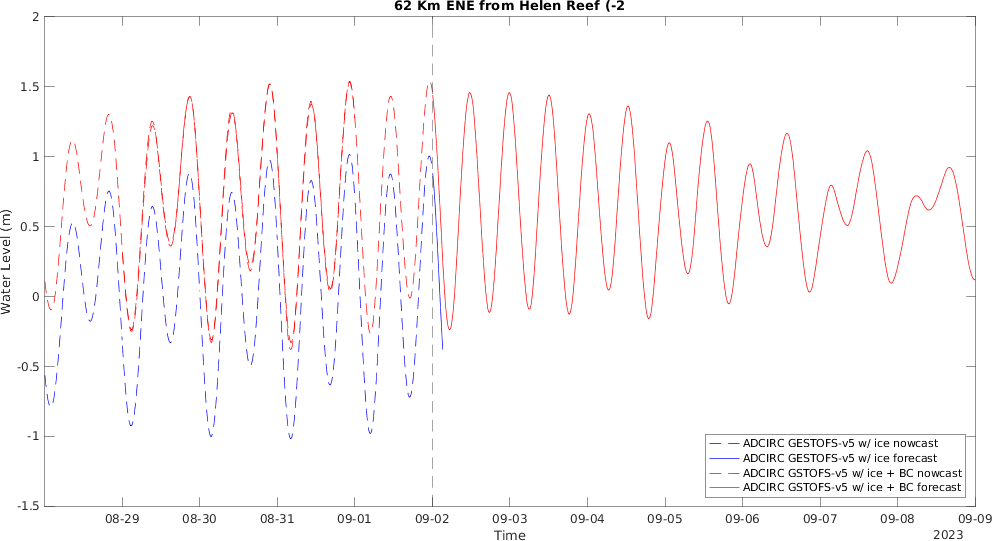 62 Km ENE from Helen Reef (-2
Water Level (m)
2
1.5
1
0.5
0
-0.5
-1
-1.5
ADCIRC GESTOFS-v5 w/ ice nowcast
ADCIRC GESTOFS-v5 w/ ice forecast
ADCIRC GSTOFS-v5 w/ ice + BC nowcast
ADCIRC GSTOFS-v5 w/ ice + BC forecast
08-29 08-30 08-31 09-01 09-02 09-03 09-04 09-05 09-06 09-07 09-08 09-09
Time
2023